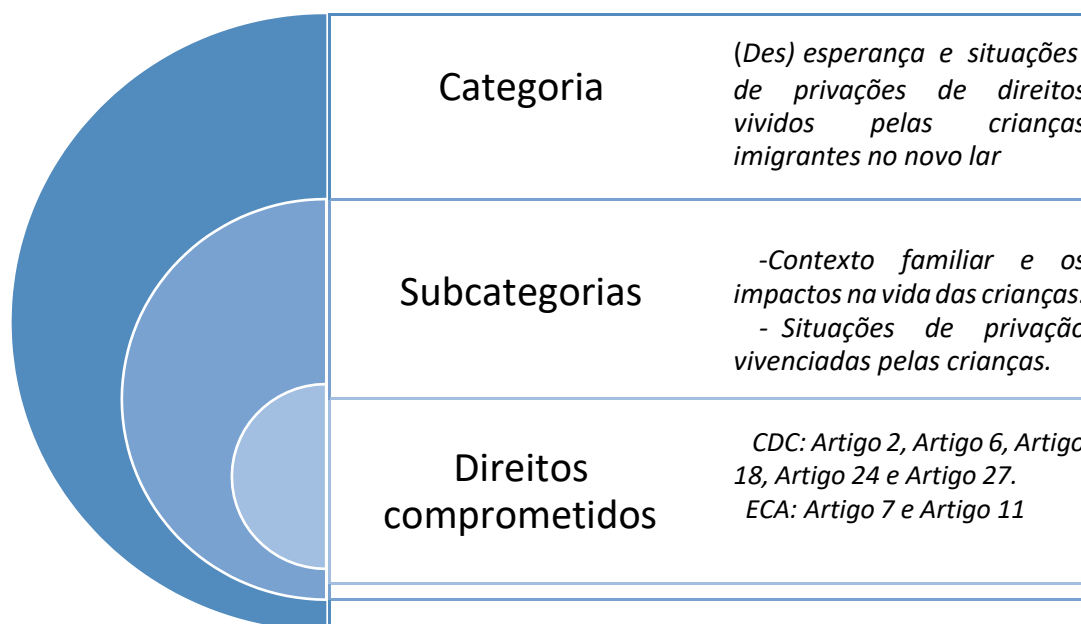 Categoria
(Des) esperança e situações
de privações de direitos
vividos pelas crianças
imigrantes no novo lar
Subcategorias
-Contexto familiar e os
impactos na vida das crianças.
- Situações de privação
vivenciadas pelas crianças.
Direitos
comprometidos
CDC: Artigo 2, Artigo 6, Artigo
18, Artigo 24 e Artigo 27.
ECA: Artigo 7 e Artigo 11